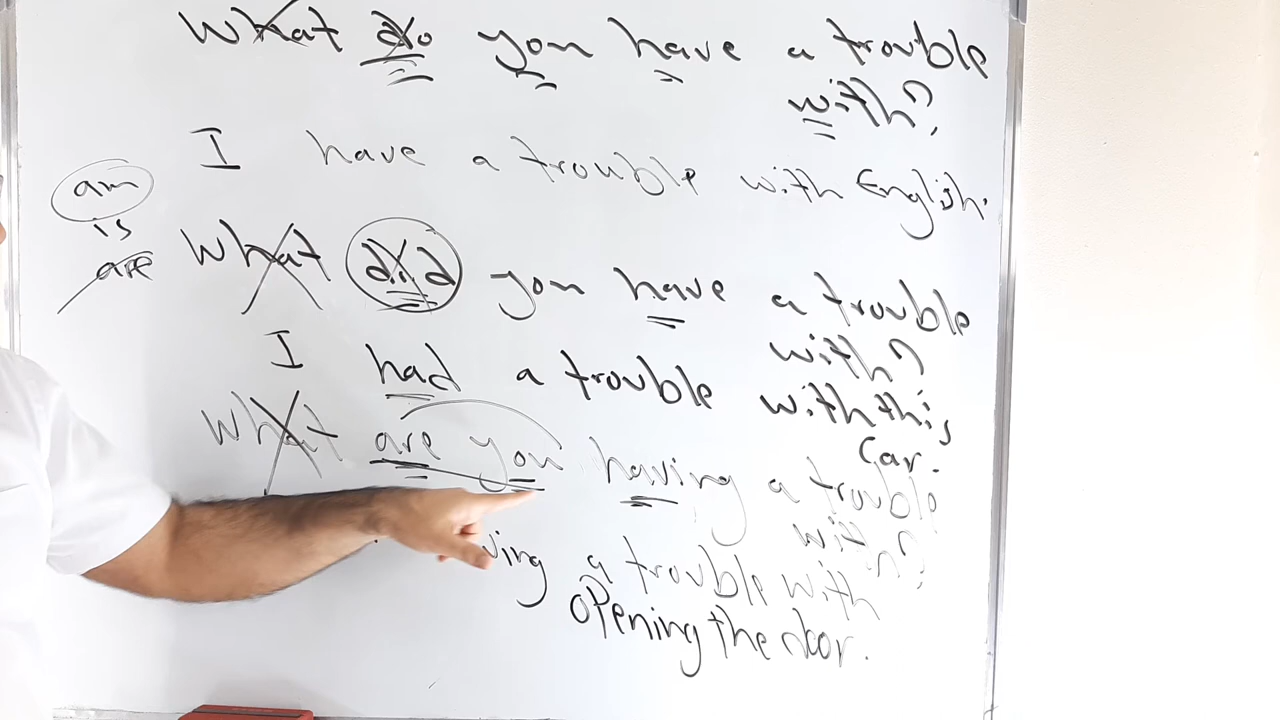 What do you have a trouble
with?
I have a trouble with English.
am
is
are
What did you have a trouble
with?
I had a trouble with this
Car.
What are you having a trouble
with?
a trouble with
opening the door.